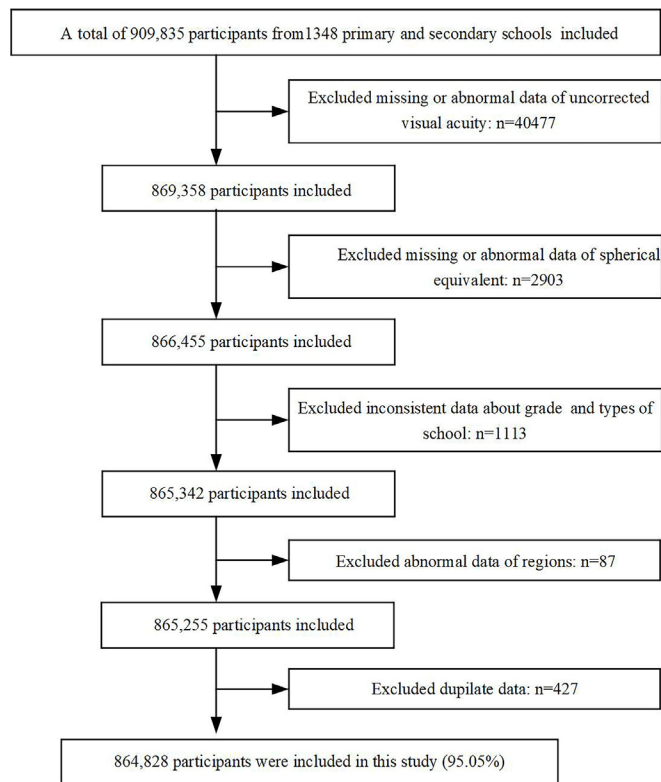 A total of 909,835 participants from1348 primary and secondary schools included
Excluded missing or abnormal data of uncorrected
visual acuity: n=40477
869,358 participants included
Excluded missing or abnormal data of spherical
equivalent: n=2903
866,455 participants included
Excluded inconsistent data about grade and types of
school: n=1113
865,342 participants included
Excluded abnormal data of regions: n=87
865,255 participants included
Excluded dupilate data: n=427
864,828 participants were included in this study (95.05%)